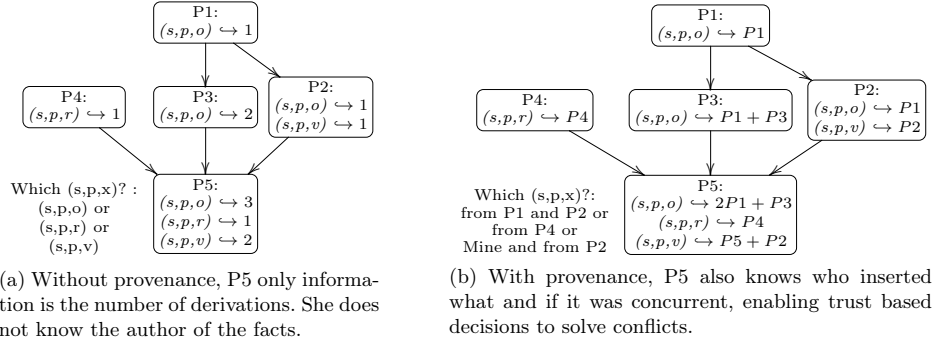 P1:
(s,p,o) ↪ 1
P4:
(s,p,r) ↪ 1
P3:
(s,p,o) ↪ 2
P2:
(s,p,o) ↪ 1
(s,p,v) ↪ 1
Which (s,p,x)? :
(s,p,o) or
(s,p,r) or
(s,p,v)
P5:
(s,p,o) ↪ 3
(s,p,r) ↪ 1
(s,p,v) ↪ 2
(a) Without provenance, P5 only informa-
tion is the number of derivations. She does
not know the author of the facts.
P1:
(s,p,o) ↪ P1
P4:
(s,p,r) ↪ P4
P3:
(s,p,o) ↪ P1 + P3
P2:
(s,p,o) ↪ P1
(s,p,v) ↪ P2
Which (s,p,x)?:
from P1 and P2 or
from P4 or
Mine and from P2
P5:
(s,p,o) ↪ 2P1 + P3
(s,p,r) ↪ P4
(s,p,v) ↪ P5 + P2
(b) With provenance, P5 also knows who inserted
what and if it was concurrent, enabling trust based
decisions to solve conflicts.